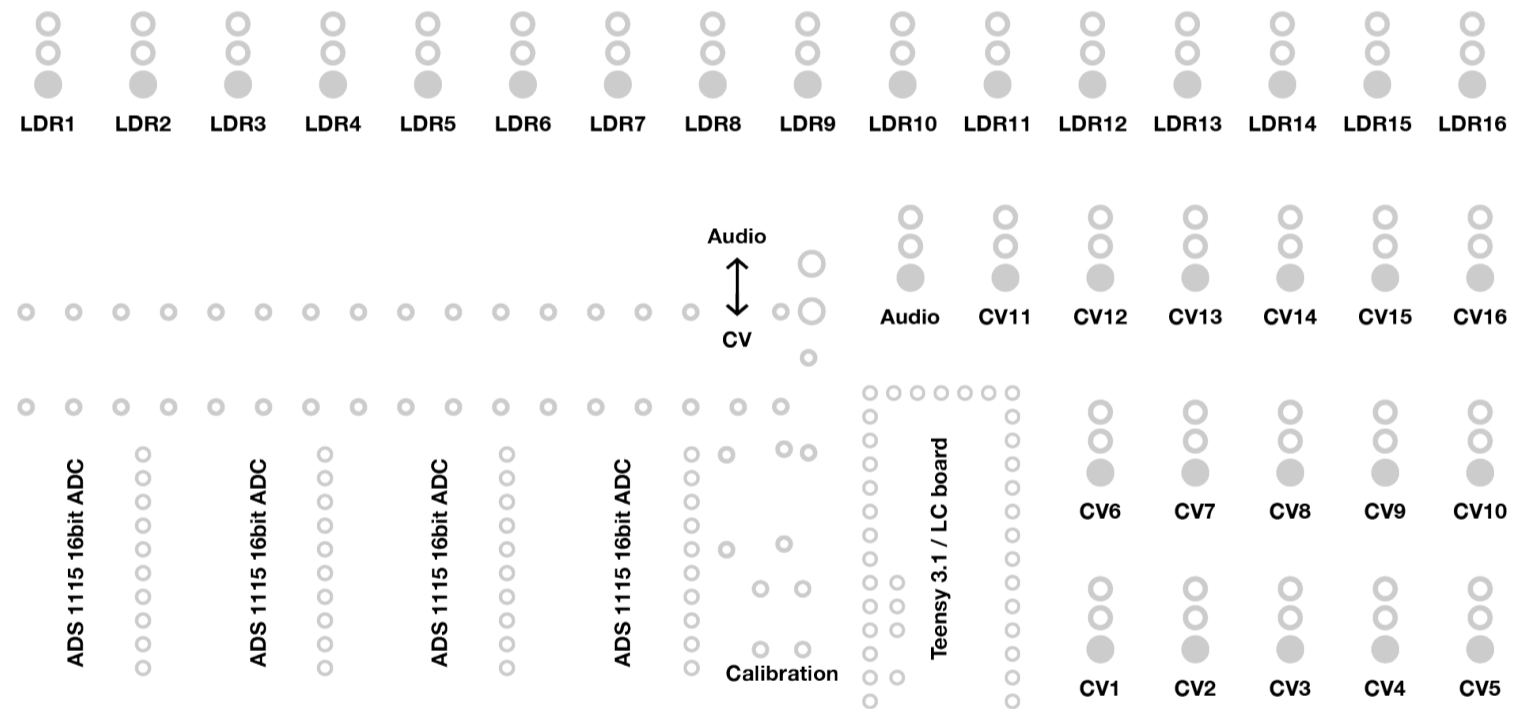 LDR1 LDR2 LDR3 LDR4 LDR5 LDR6 LDR7 LDR8 LDR9 LDR10 LDR11 LDR12 LDR13 LDR14 LDR15 LDR16
Audio
CV
Audio CV11 CV12 CV13 CV14 CV15 CV16
ADS 1115 16bit ADC
ADS 1115 16bit ADC
ADS 1115 16bit ADC
ADS 1115 16bit ADC
Calibration
Teensy 3.1 / LC board
CV6 CV7 CV8 CV9 CV10
CV1 CV2 CV3 CV4 CV5